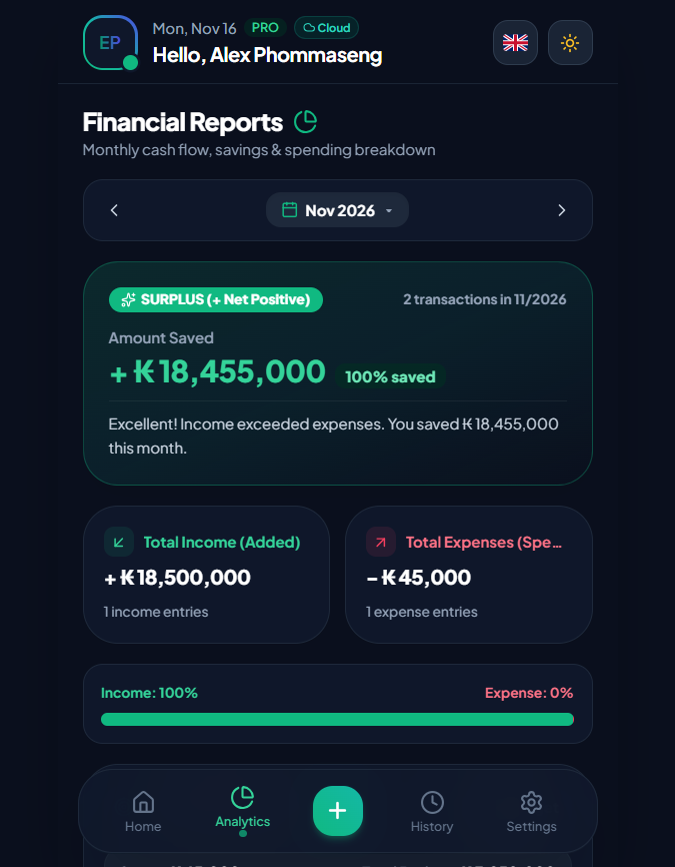 EP
Mon, Nov 16 PRO Cloud
Hello, Alex Phommaseng
Financial Reports
Monthly cash flow, savings & spending breakdown
Nov 2026
SURPLUS (+ Net Positive)
2 transactions in 11/2026
Amount Saved
+ ₭ 18,455,000 100% saved
Excellent! Income exceeded expenses. You saved ₭ 18,455,000
this month.
Total Income (Added)
+ ₭ 18,500,000
1 income entries
Total Expenses (Spe...
- ₭ 45,000
1 expense entries
Income: 100%
Expense: 0%
Home
Analytics
History
Settings